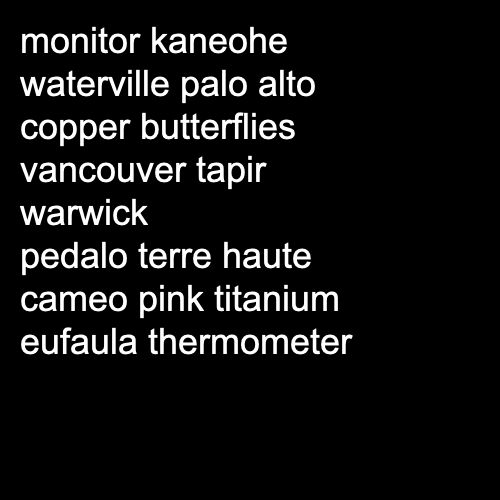 monitor kaneohe
waterville palo alto
copper butterflies
vancouver tapir
warwick
pedalo terre haute
cameo pink titanium
eufaula thermometer